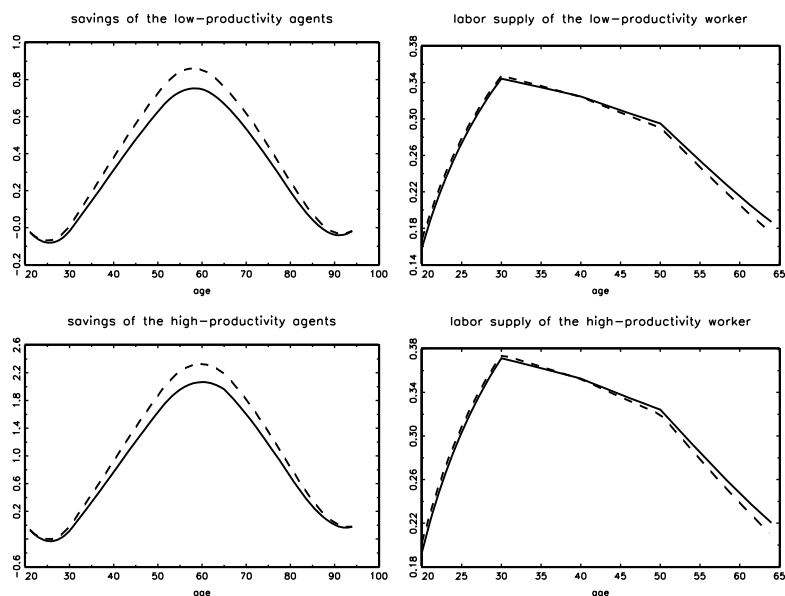 savings of the low−productivity agents
1.0
0.8
0.6
0.4
0.2
−0.0
−0.2
20 30 40 50 60 70 80 90 100
age
labor supply of the low−productivity worker
0.38
0.34
0.30
0.26
0.22
0.18
0.14
20 25 30 35 40 45 50 55 60 65
age
savings of the high−productivity agents
2.6
2.2
1.8
1.4
1.0
0.6
0.2
−0.2
−0.6
20 30 40 50 60 70 80 90 100
age
labor supply of the high−productivity worker
0.38
0.34
0.30
0.26
0.22
0.18
20 25 30 35 40 45 50 55 60 65
age